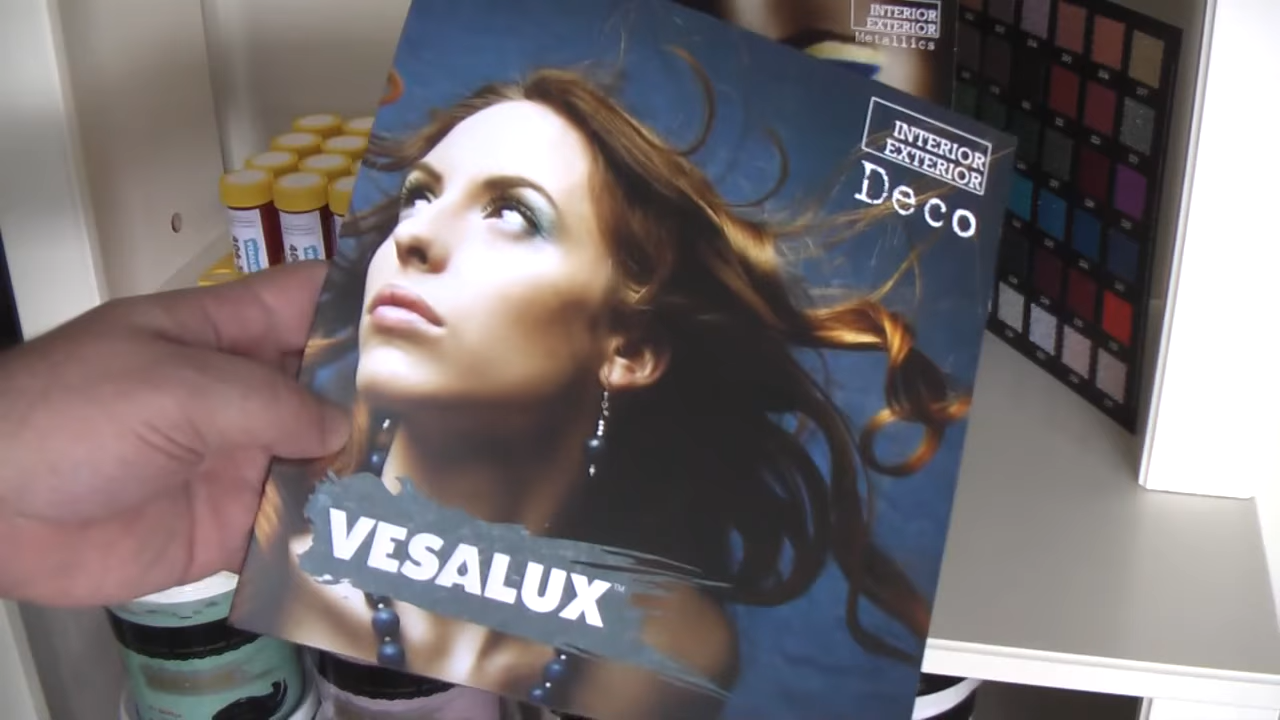 INTERIOR
EXTERIOR
Metallics
INTERIOR
EXTERIOR
Deco
VESALUX™